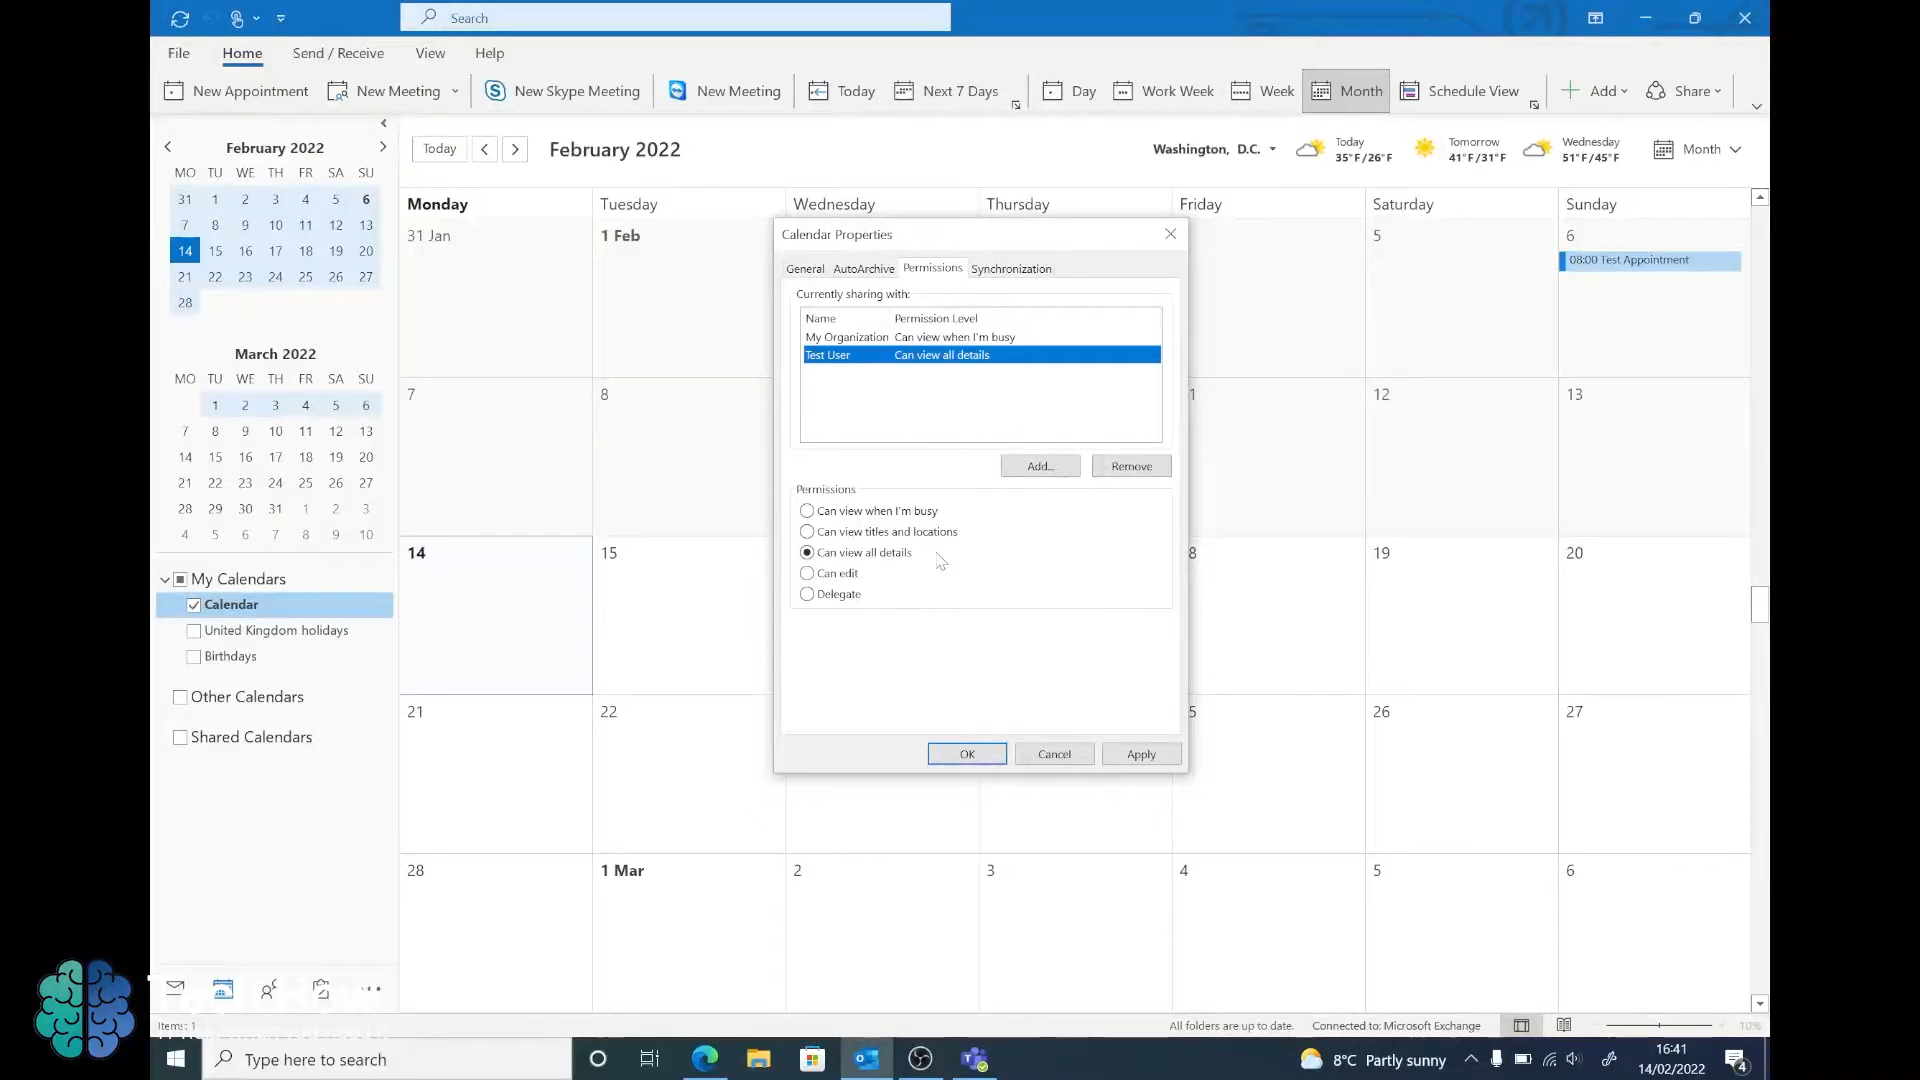 Search
File Home Send / Receive View Help
New Appointment New Meeting New Skype Meeting New Meeting Today Next 7 Days Day Work Week Week Month Schedule View Add Share
February 2022
MO TU WE TH FR SA SU
31 1 2 3 4 5 6
7 8 9 10 11 12 13
14 15 16 17 18 19 20
21 22 23 24 25 26 27
28
March 2022
MO TU WE TH FR SA SU
1 2 3 4 5 6
7 8 9 10 11 12 13
14 15 16 17 18 19 20
21 22 23 24 25 26 27
28 29 30 31 1 2 3
4 5 6 7 8 9 10
My Calendars
Calendar
United Kingdom holidays
Birthdays
Other Calendars
Shared Calendars
Today February 2022
Washington, D.C.
Today
35°F/26°F
Tomorrow
41°F/31°F
Wednesday
51°F/45°F
Month
Monday Tuesday Wednesday Thursday Friday Saturday Sunday
31 Jan 1 Feb 5 6
08:00 Test Appointment
7 8 12 13
14 15 19 20
21 22 26 27
28 1 Mar 2 3 4 5 6
Calendar Properties
General AutoArchive Permissions Synchronization
Currently sharing with:
Name Permission Level
My Organization Can view when I'm busy
Test User Can view all details
Add... Remove
Permissions
Can view when I'm busy
Can view titles and locations
Can view all details
Can edit
Delegate
OK Cancel Apply
Items: 1
All folders are up to date. Connected to: Microsoft Exchange 10%
Type here to search
8°C Partly sunny
16:41
14/02/2022
4